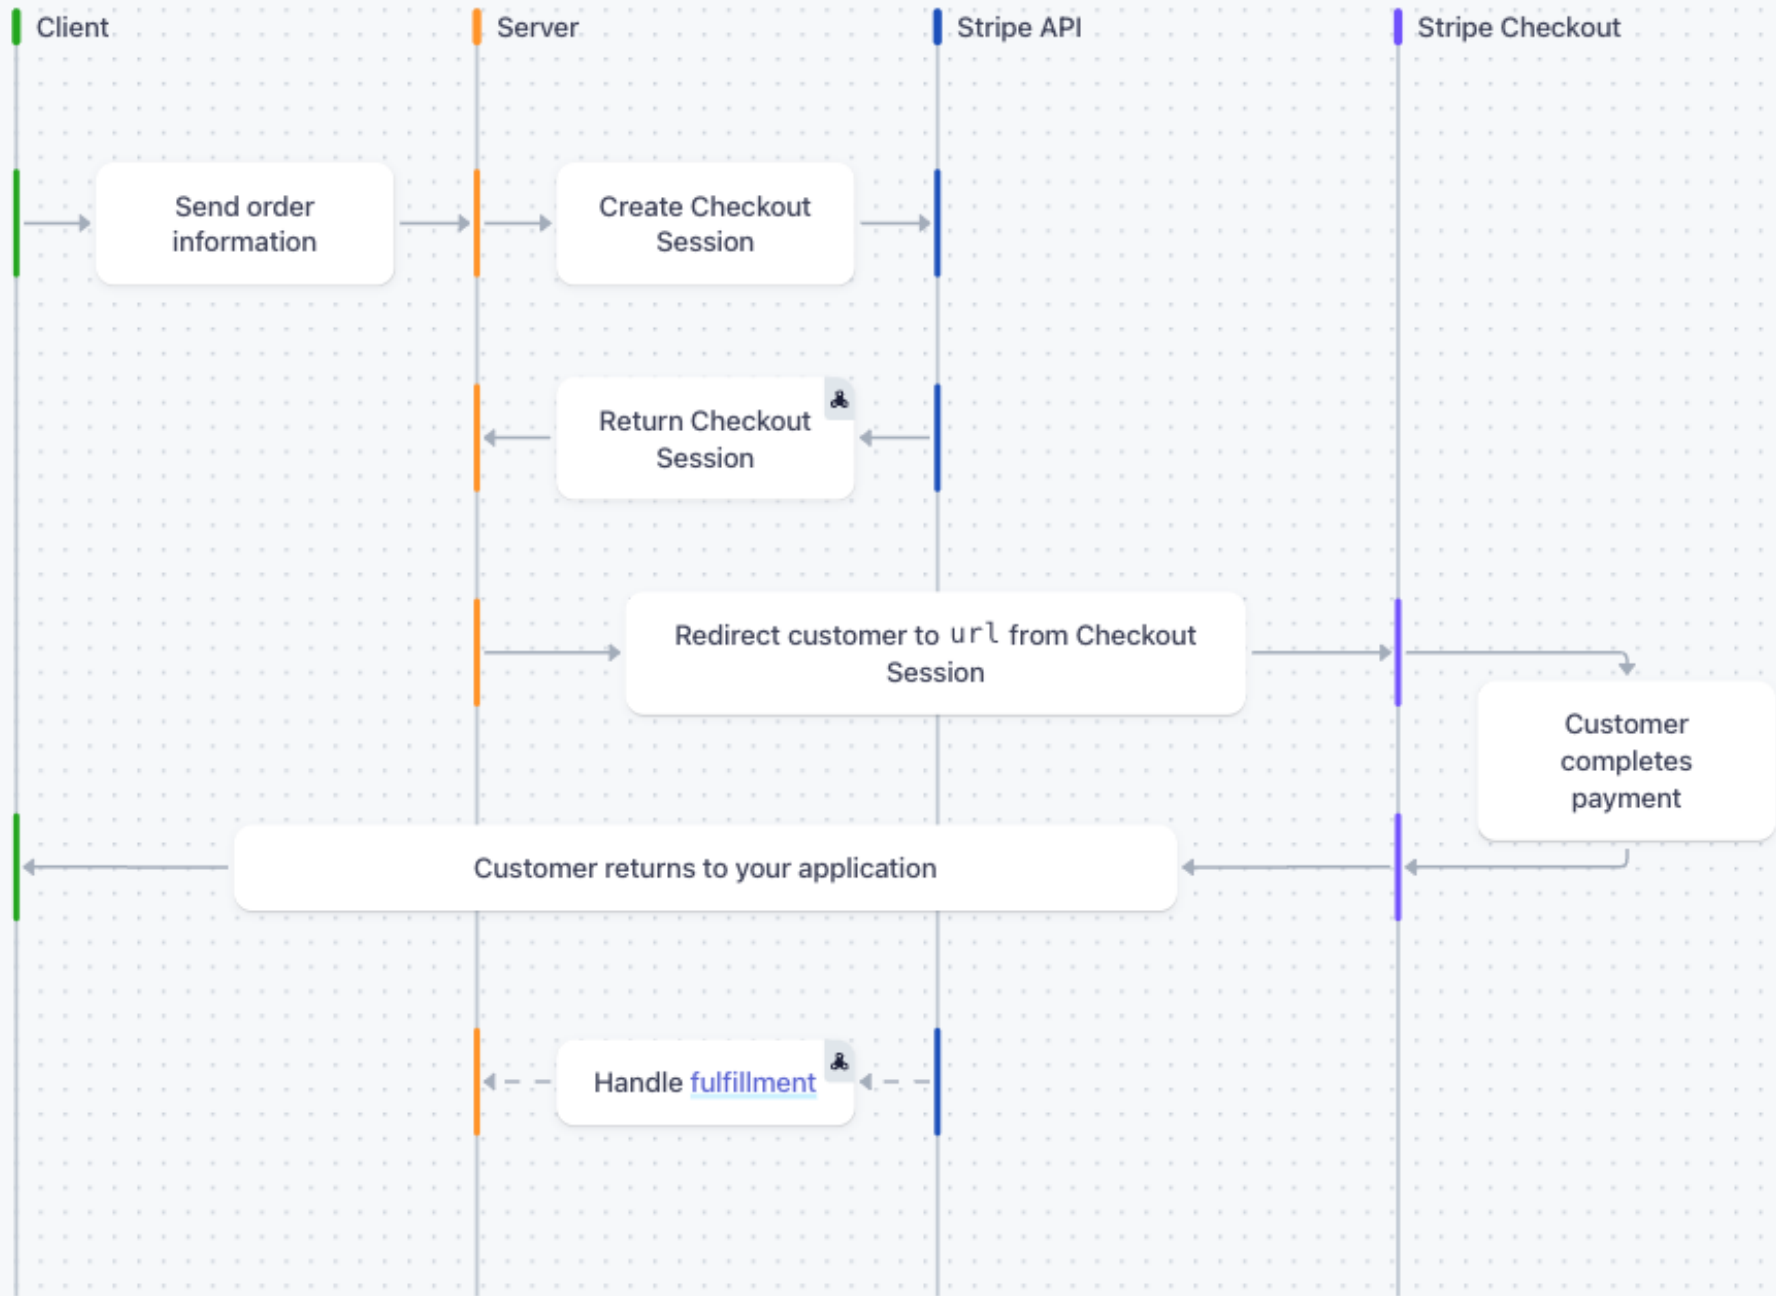 Client
Server
Stripe API
Stripe Checkout
Send order
information
Create Checkout
Session
Return Checkout
Session
Redirect customer to url from Checkout
Session
Customer
completes
payment
Customer returns to your application
Handle fulfillment